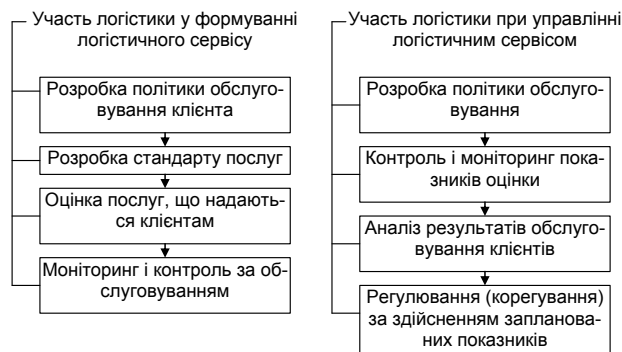 Участь логістики у формуванні
логістичного сервісу
Розробка політики обслуго-
вування клієнта
Розробка стандарту послуг
Оцінка послуг, що надають-
ся клієнтам
Моніторинг і контроль за об-
слуговуванням
Участь логістики при управлінні
логістичним сервісом
Розробка політики обслуго-
вування
Контроль і моніторинг пока-
зників оцінки
Аналіз результатів обслуго-
вування клієнтів
Регулювання (корегування)
за здійсненням запланова-
них показників